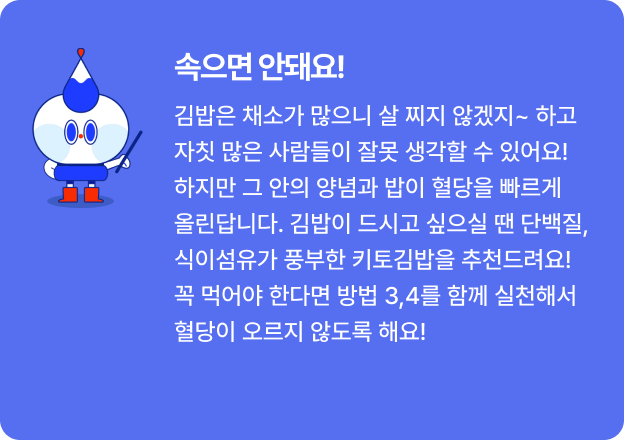 속으면 안돼요!
김밥은 채소가 많으니 살 찌지 않겠지~ 하고
자칫 많은 사람들이 잘못 생각할 수 있어요!
하지만 그 안의 양념과 밥이 혈당을 빠르게
올린답니다. 김밥이 드시고 싶으실 땐 단백질,
식이섬유가 풍부한 키토김밥을 추천드려요!
꼭 먹어야 한다면 방법 3,4를 함께 실천해서
혈당이 오르지 않도록 해요!